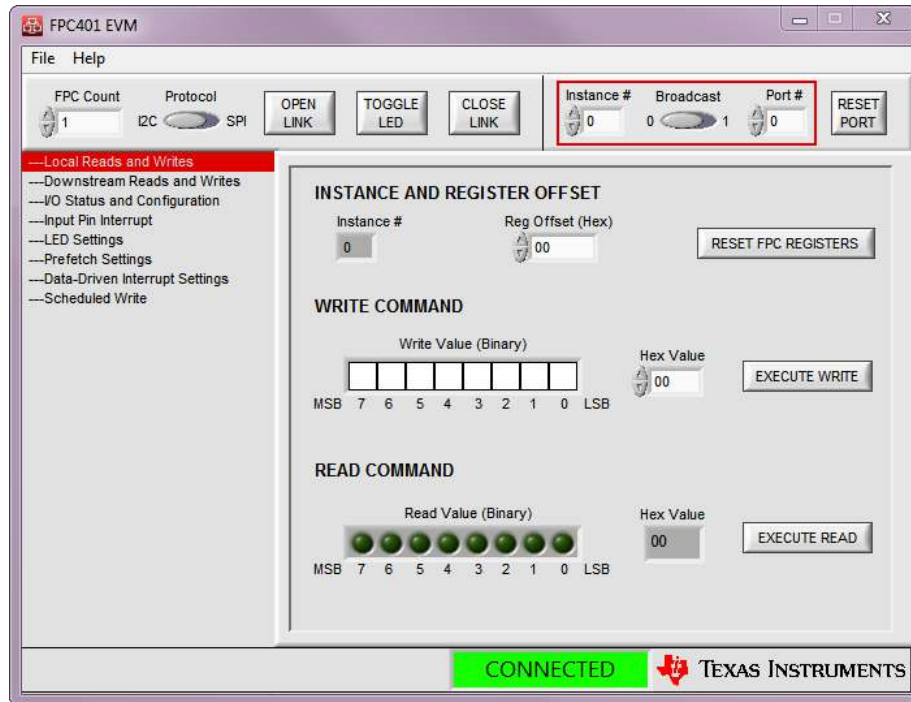 FPC401 EVM
File Help
FPC Count Protocol Instance # Broadcast Port #
1 I2C SPI OPEN LINK TOGGLE LED CLOSE LINK 0 0 1 0 RESET PORT
---Local Reads and Writes
---Downstream Reads and Writes
---I/O Status and Configuration
---Input Pin Interrupt
---LED Settings
---Prefetch Settings
---Data-Driven Interrupt Settings
---Scheduled Write
INSTANCE AND REGISTER OFFSET
Instance # Reg Offset (Hex)
0 00 RESET FPC REGISTERS
WRITE COMMAND
Write Value (Binary) Hex Value
00 EXECUTE WRITE
MSB 7 6 5 4 3 2 1 0 LSB
READ COMMAND
Read Value (Binary) Hex Value
00 EXECUTE READ
MSB 7 6 5 4 3 2 1 0 LSB
CONNECTED TEXAS INSTRUMENTS